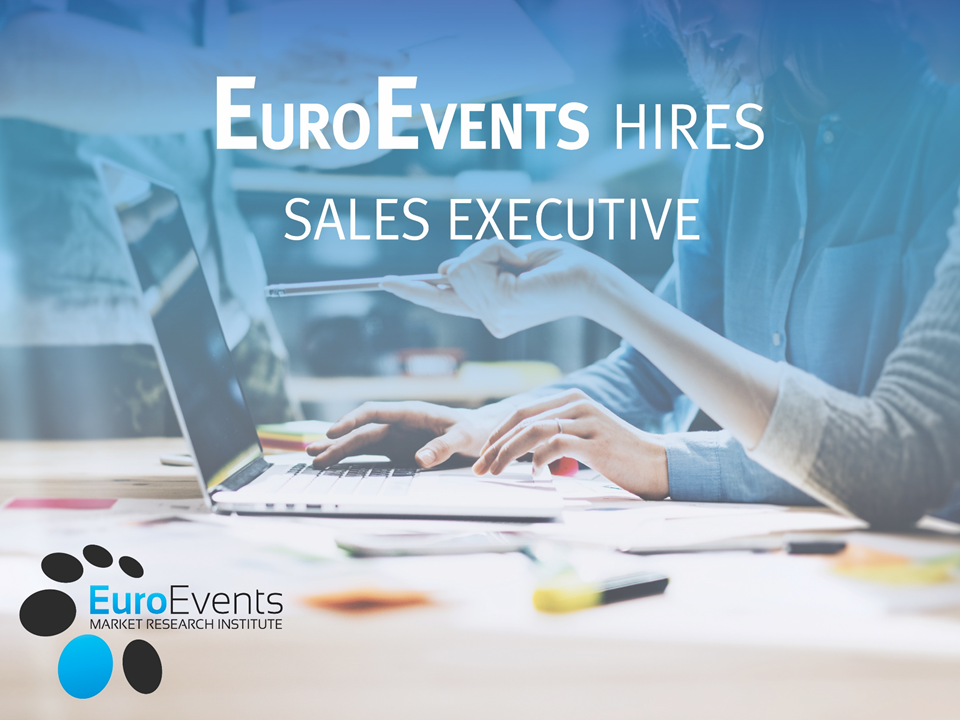 EUROEVENTS HIRES
SALES EXECUTIVE
EuroEvents
MARKET RESEARCH INSTITUTE